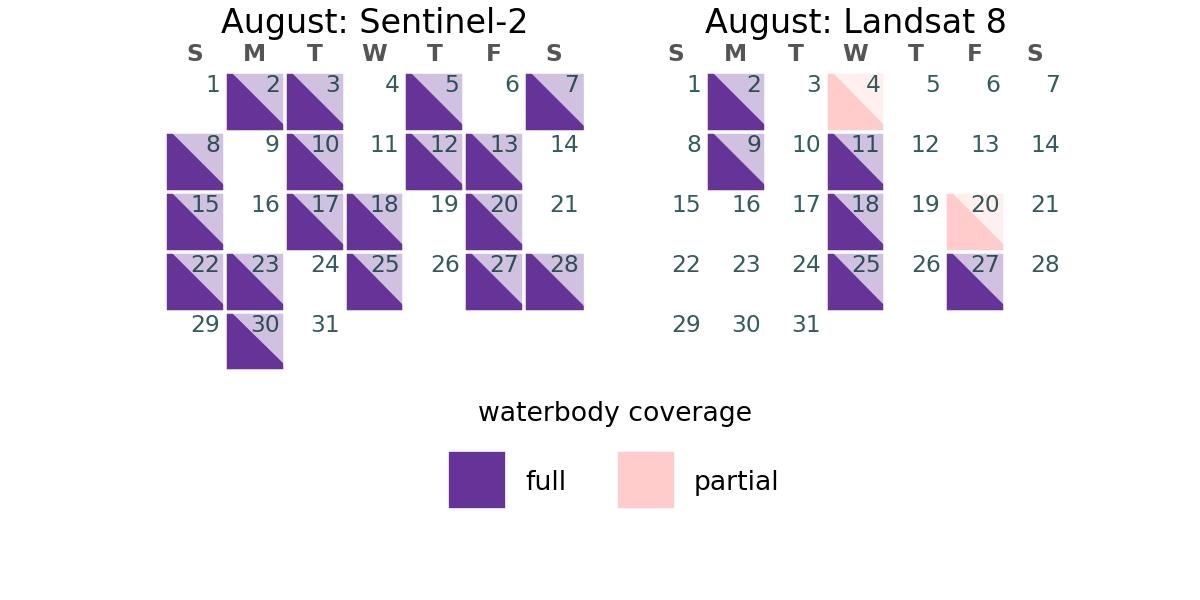 August: Sentinel-2
S M T W T F S
1 2 3 4 5 6 7
8 9 10 11 12 13 14
15 16 17 18 19 20 21
22 23 24 25 26 27 28
29 30 31
August: Landsat 8
S M T W T F S
1 2 3 4 5 6 7
8 9 10 11 12 13 14
15 16 17 18 19 20 21
22 23 24 25 26 27 28
29 30 31
waterbody coverage
full partial